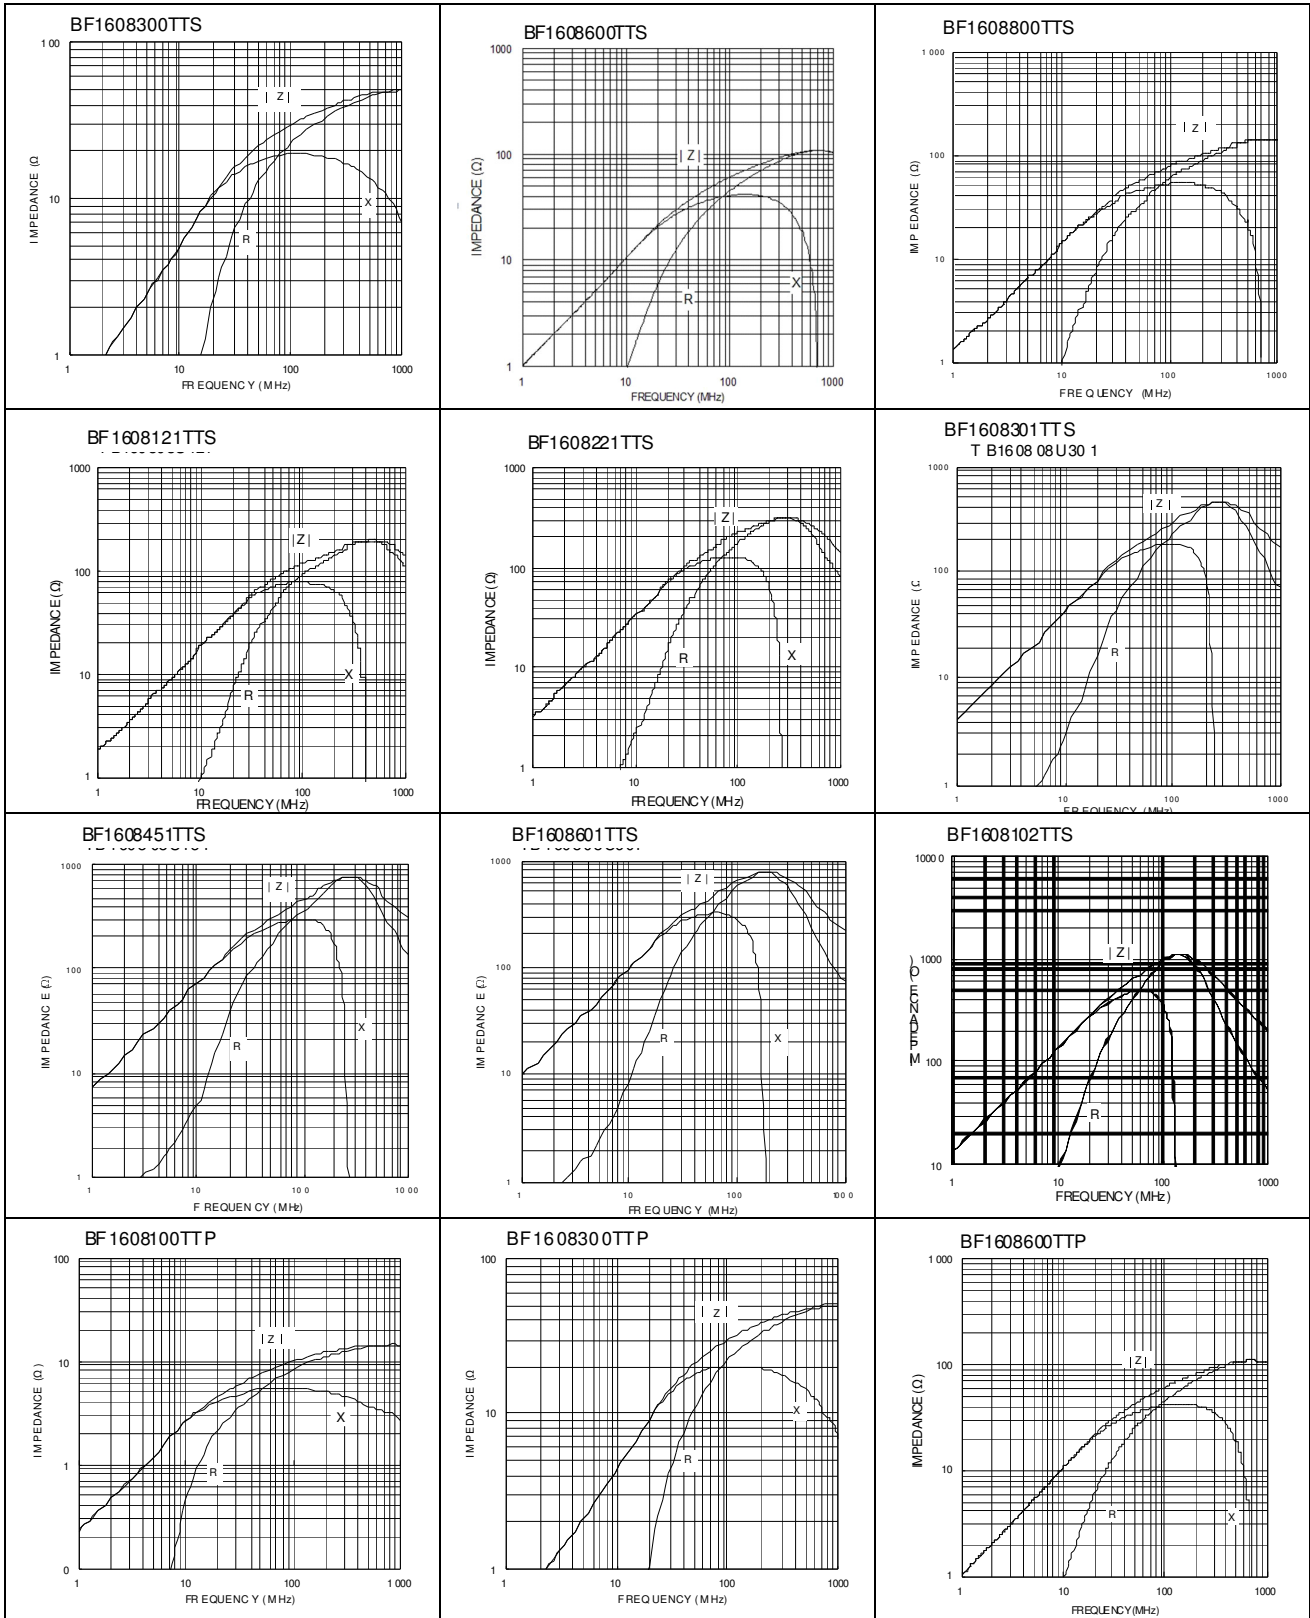 BF1608300TTS
100
10
1
IMPEDANCE (Ω
|Z|
X
R
1 10 100 1000
FREQUENCY (MHz)
BF1608600TTS
1000
100
10
1
IMPEDANCE (Ω)
|Z|
R
X
1 10 100 1000
FREQUENCY (MHz)
BF1608800TTS
1000
100
10
1
IMPEDANCE (Ω)
|Z|
1 10 100 1000
FREQUENCY (MHz)
BF1608121TTS
1000
100
10
1
IMPEDANCE (Ω)
|Z|
R
X
1 10 100 1000
FREQUENCY (MHz)
BF1608221TTS
1000
100
10
1
IMPEDANCE (Ω)
|Z|
R
X
1 10 100 1000
FREQUENCY (MHz)
BF1608301TTS
TB160808U301
1000
100
10
1
IMPEDANCE (Ω
|Z|
R
1 10 100 1000
FREQUENCY (MHz)
BF1608451TTS
1000
100
10
1
IMPEDANCE (Ω)
|Z|
R
X
1 10 100 1000
FREQUENCY (MHz)
BF1608601TTS
1000
100
10
1
IMPEDANCE (Ω)
|Z|
R
X
1 10 100 1000
FREQUENCY (MHz)
BF1608102TTS
10000
1000
100
10
|Z|
R
1 10 100 1000
FREQUENCY (MHz)
BF1608100TTP
100
10
1
0
IMPEDANCE (Ω)
|Z|
X
R
1 10 100 1000
FREQUENCY (MHz)
BF1608300TTP
100
10
1
IMPEDANCE (Ω)
|Z|
X
R
1 10 100 1000
FREQUENCY (MHz)
BF1608600TTP
1000
100
10
1
IMPEDANCE (Ω)
|Z|
R
X
1 10 100 1000
FREQUENCY (MHz)